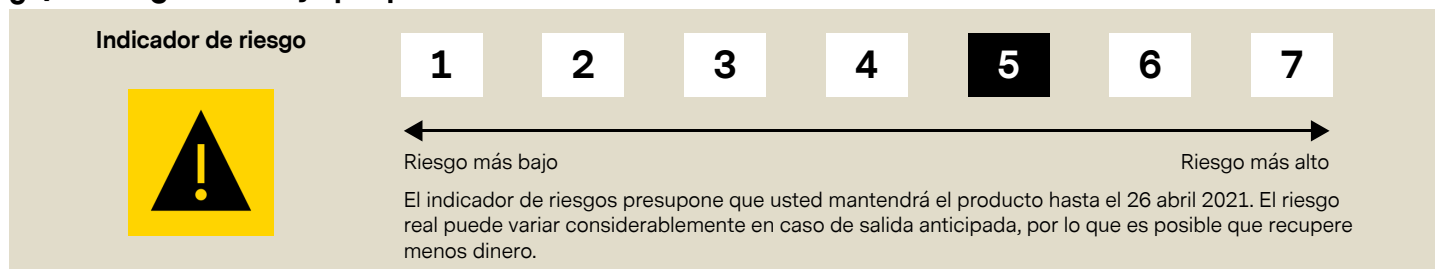 Indicador de riesgo
1 2 3 4 5 6 7
Riesgo más bajo
Riesgo más alto
El indicador de riesgos presupone que usted mantendrá el producto hasta el 26 abril 2021. El riesgo
real puede variar considerablemente en caso de salida anticipada, por lo que es posible que recupere
menos dinero.